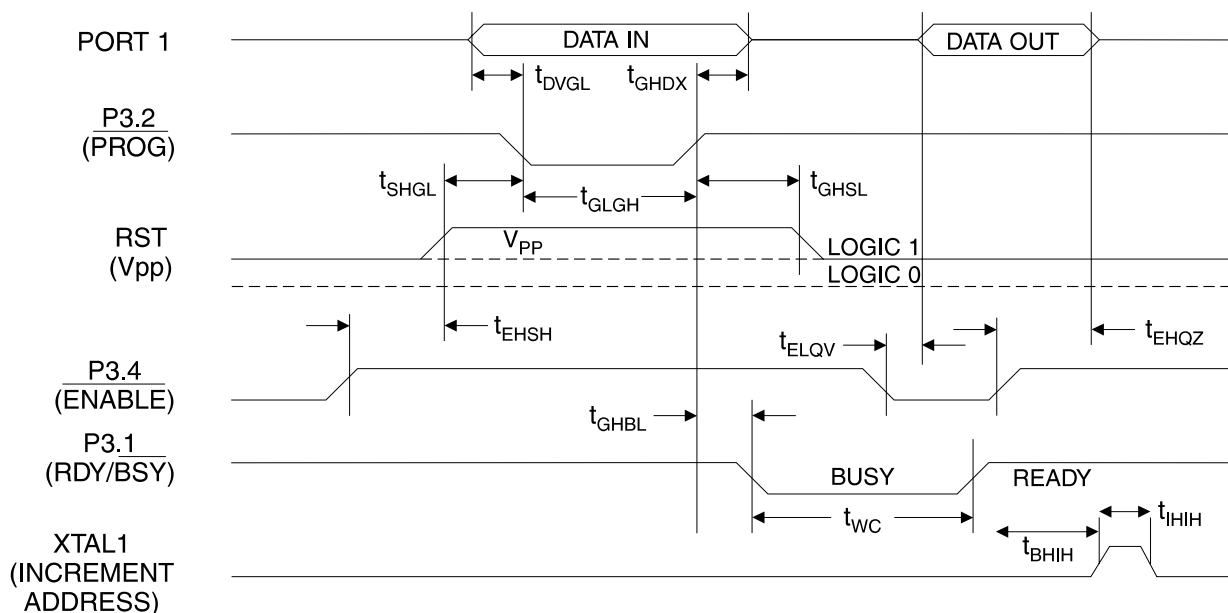 PORT 1
DATA IN
DATA OUT
tDVGL
tGHDX
P3.2
(PROG)
tSHGL
tGLGH
tGHSL
RST
(Vpp)
VPP
LOGIC 1
LOGIC 0
tEHSH
tELQV
tEHQZ
P3.4
(ENABLE)
tGHBL
P3.1
(RDY/BSY)
BUSY
READY
tWC
tIHIH
tBHIH
XTAL1
(INCREMENT
ADDRESS)